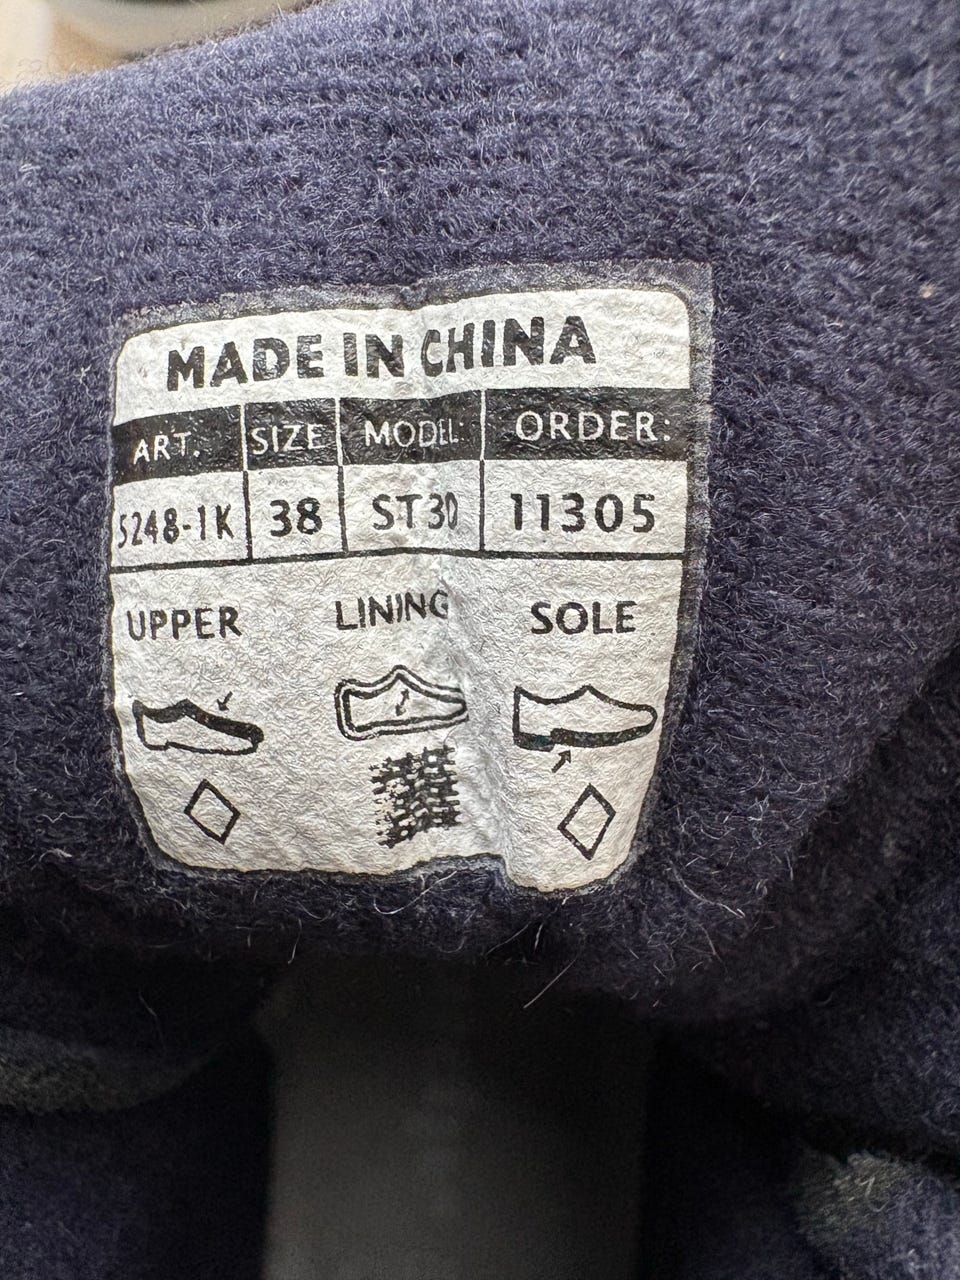 MADE IN CHINA
ART. SIZE MODEL: ORDER:
5248-1K 38 ST30 11305
UPPER LINING SOLE